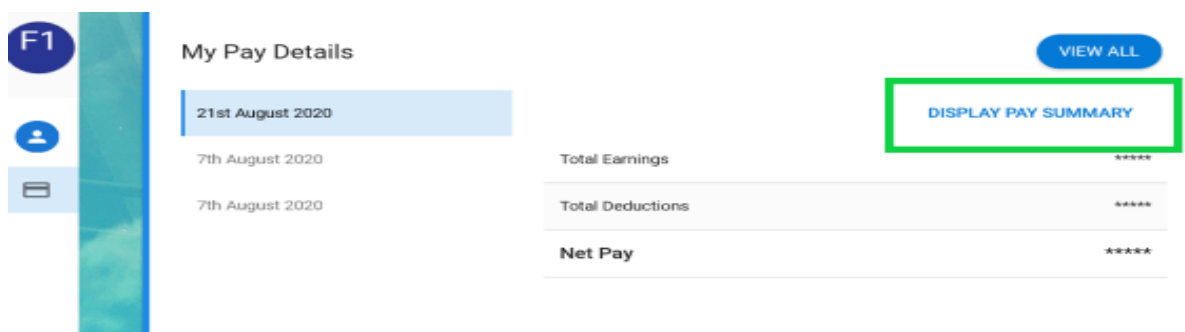 F1
My Pay Details
VIEW ALL
21st August 2020
DISPLAY PAY SUMMARY
7th August 2020
Total Earnings *****
7th August 2020
Total Deductions *****
Net Pay *****